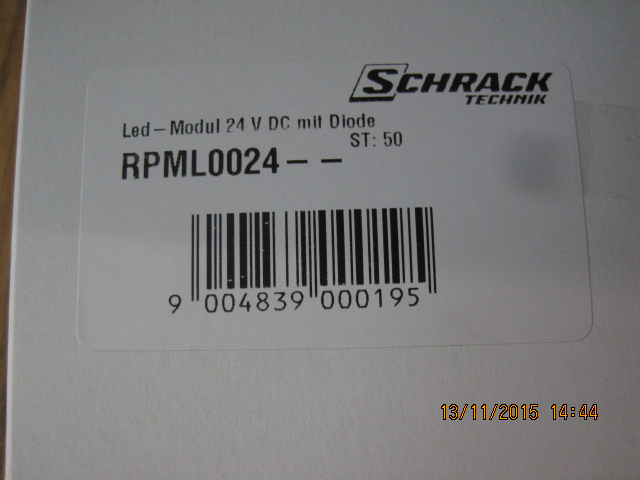 SCHRACK
TECHNIK
Led-Modul 24 V DC mit Diode
ST: 50
RPML0024--
9 004839 000195
13/11/2015 14:44